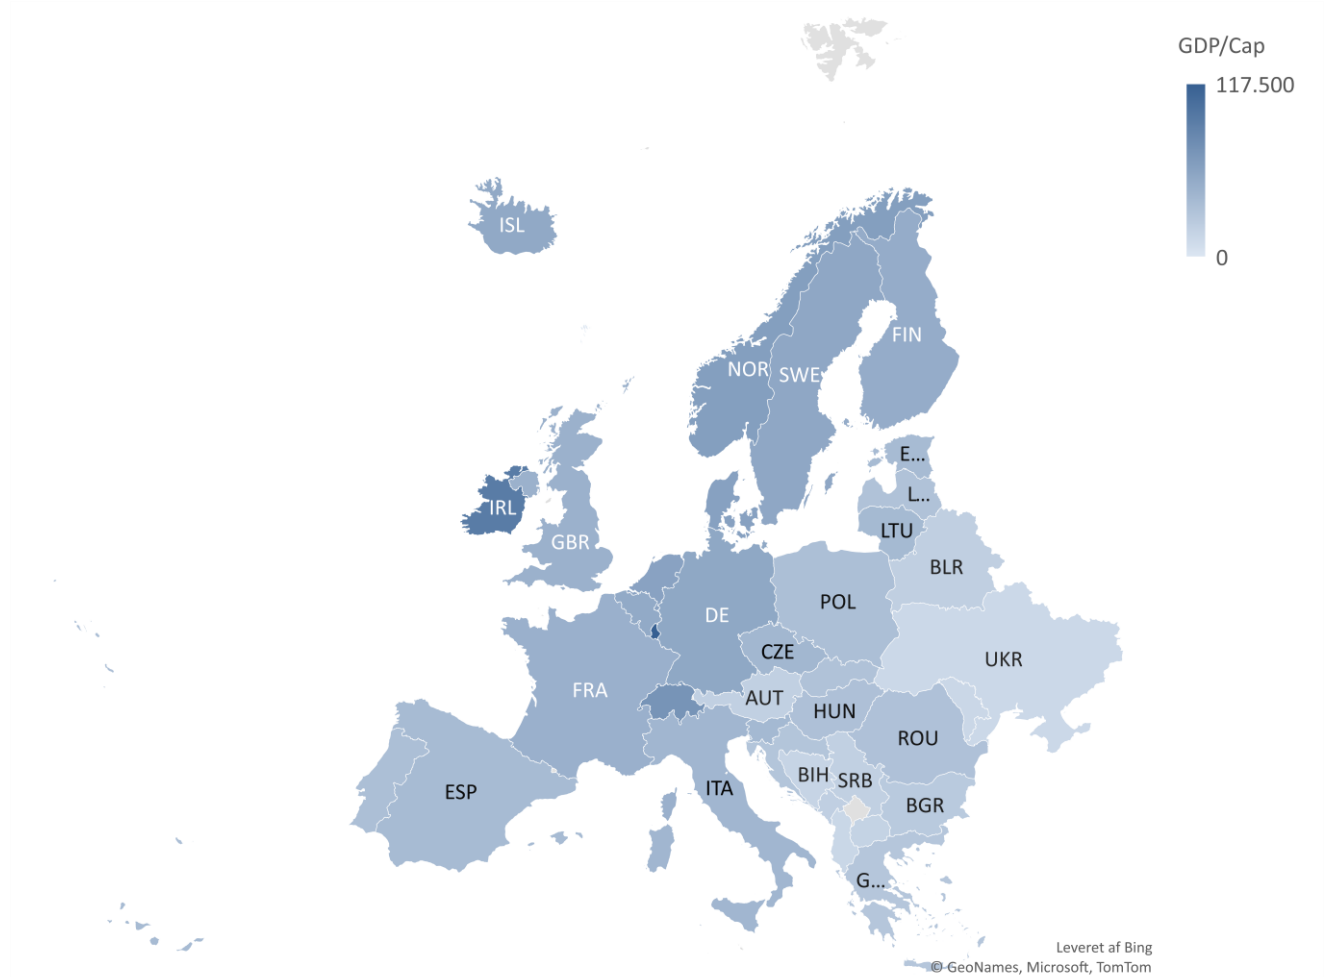 GDP/Cap
117.500
0
ISL
FIN
NOR
SWE
E...
L...
IRL
LTU
GBR
BLR
POL
DE
CZE
UKR
FRA
AUT
HUN
ROU
BIH
SRB
ESP
ITA
BGR
G...
Leveret af Bing
© GeoNames, Microsoft, TomTom